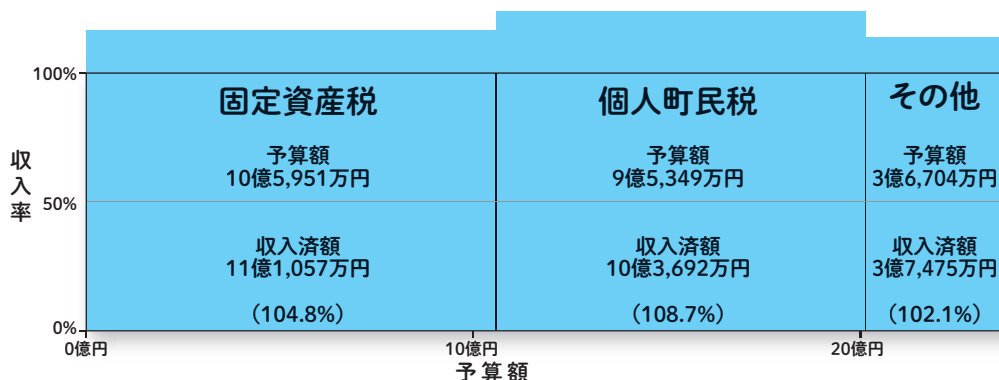 100%
50%
0%
収入率
固定資産税
予算額
10億5,951万円
収入済額
11億1,057万円
（104.8%）
個人町民税
予算額
9億5,349万円
収入済額
10億3,692万円
（108.7%）
その他
予算額
3億6,704万円
収入済額
3億7,475万円
（102.1%）
0億円
10億円
20億円
予算額